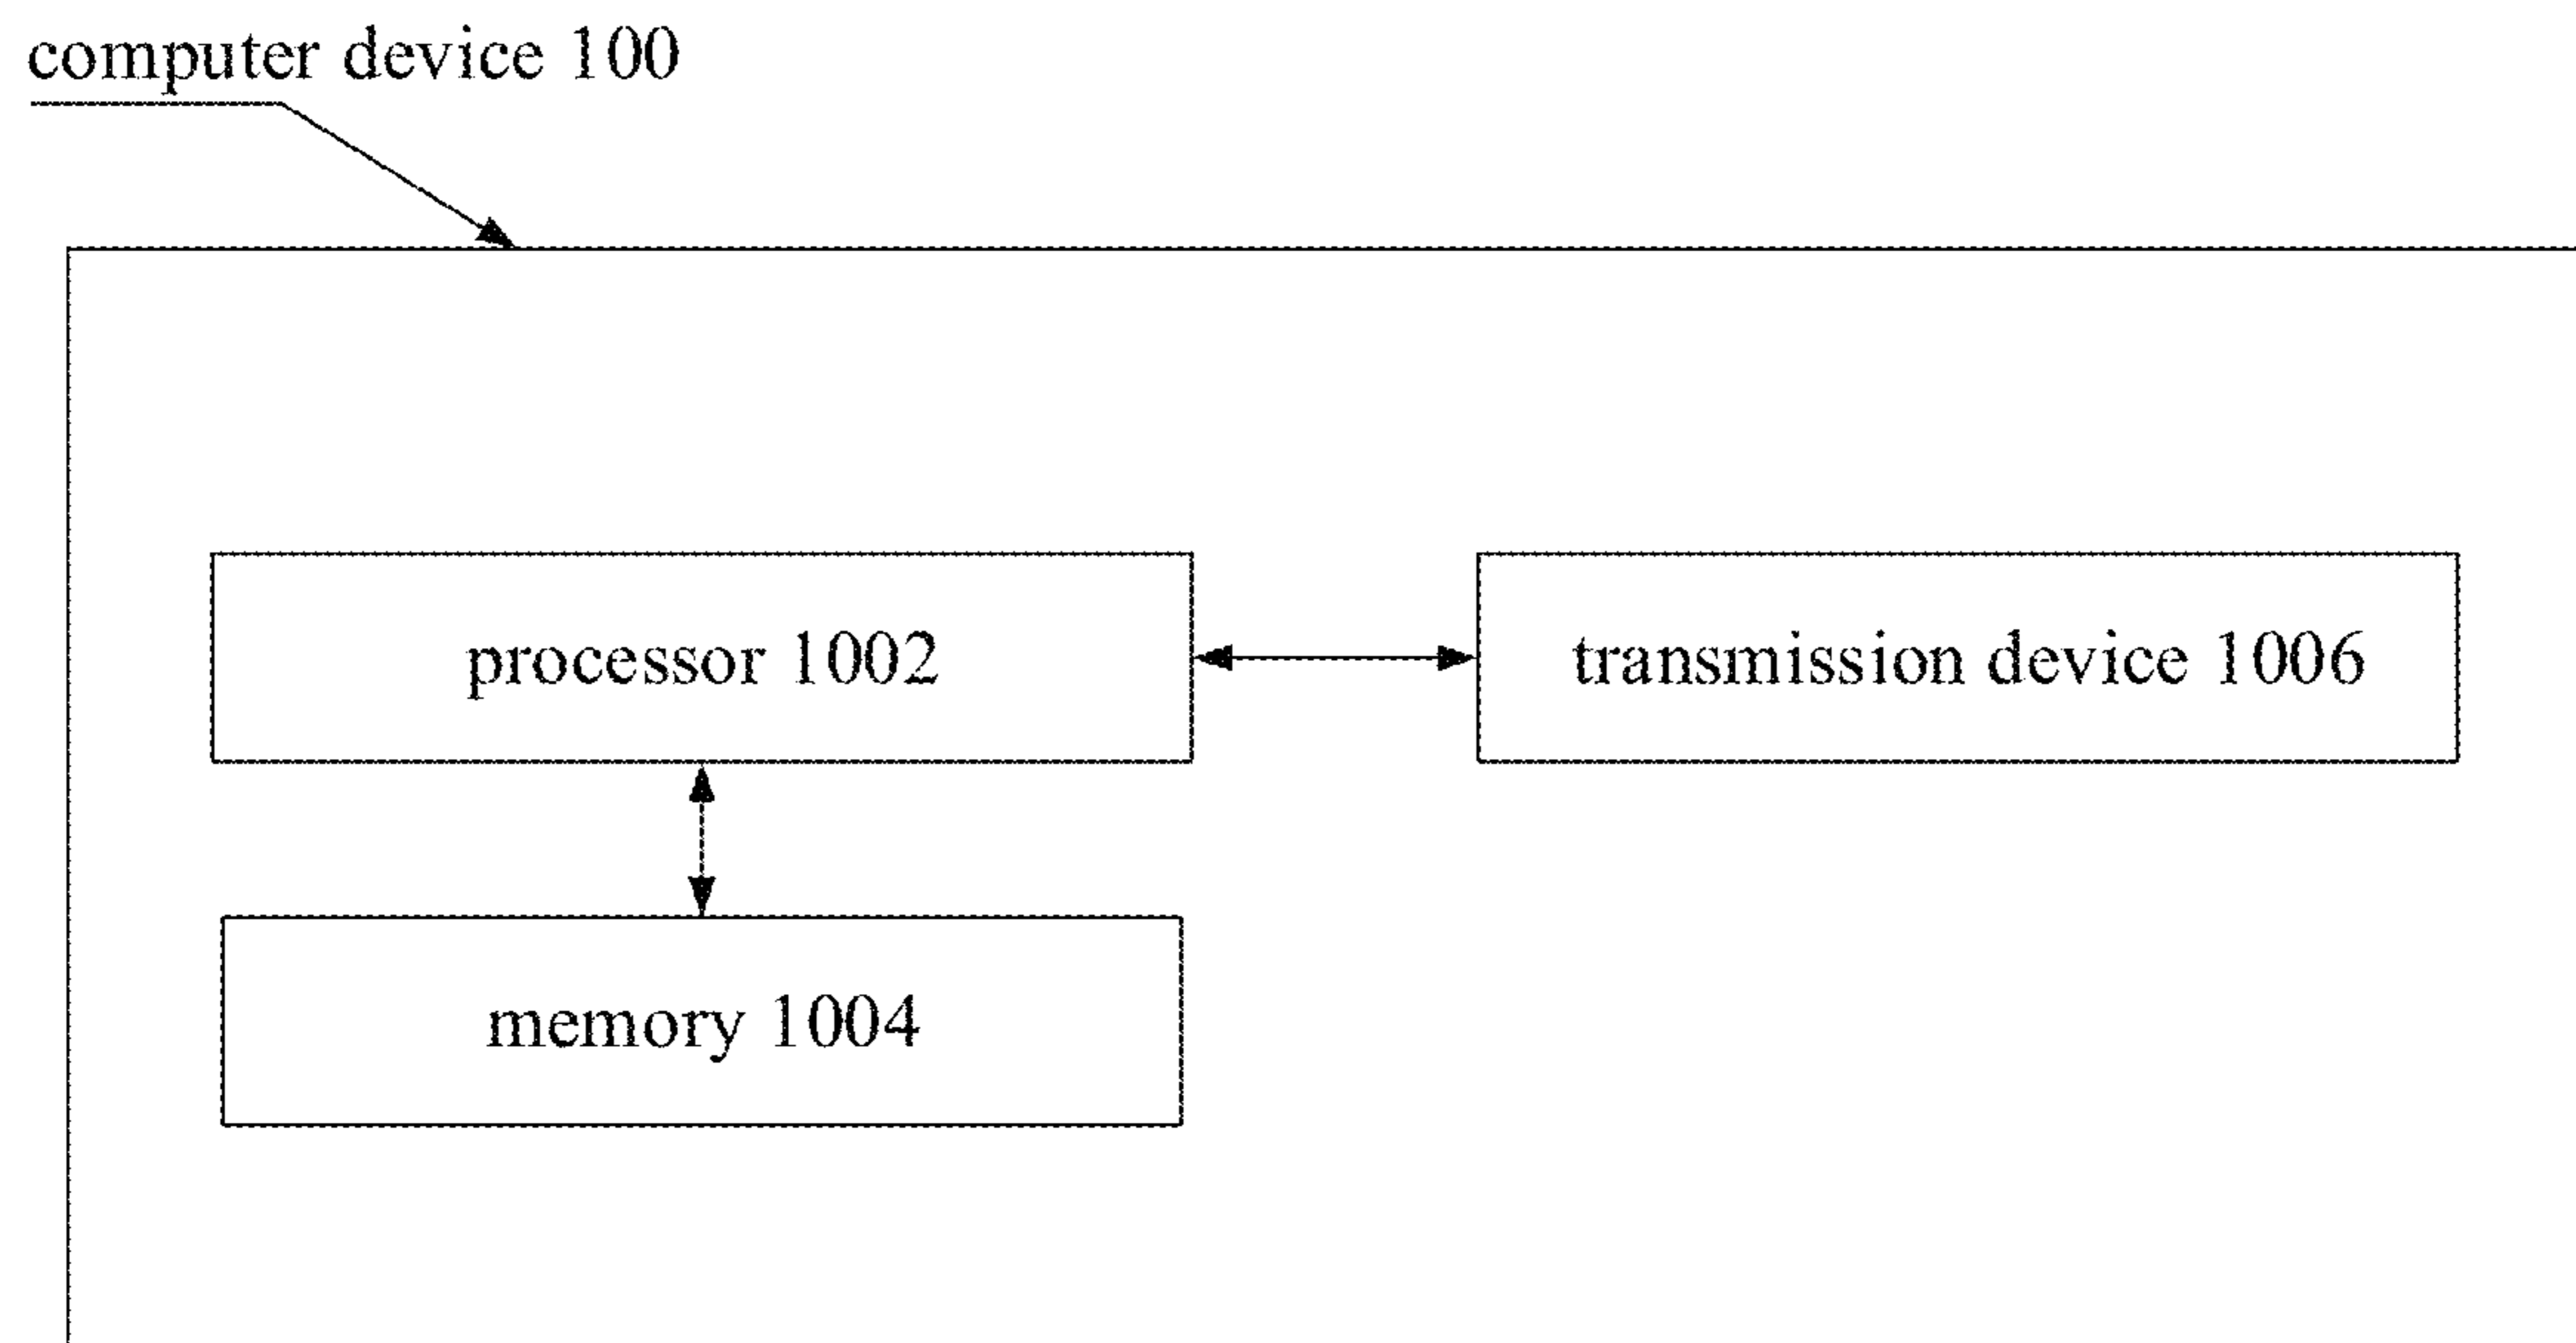 computer device 100
processor 1002
transmission device 1006
memory 1004